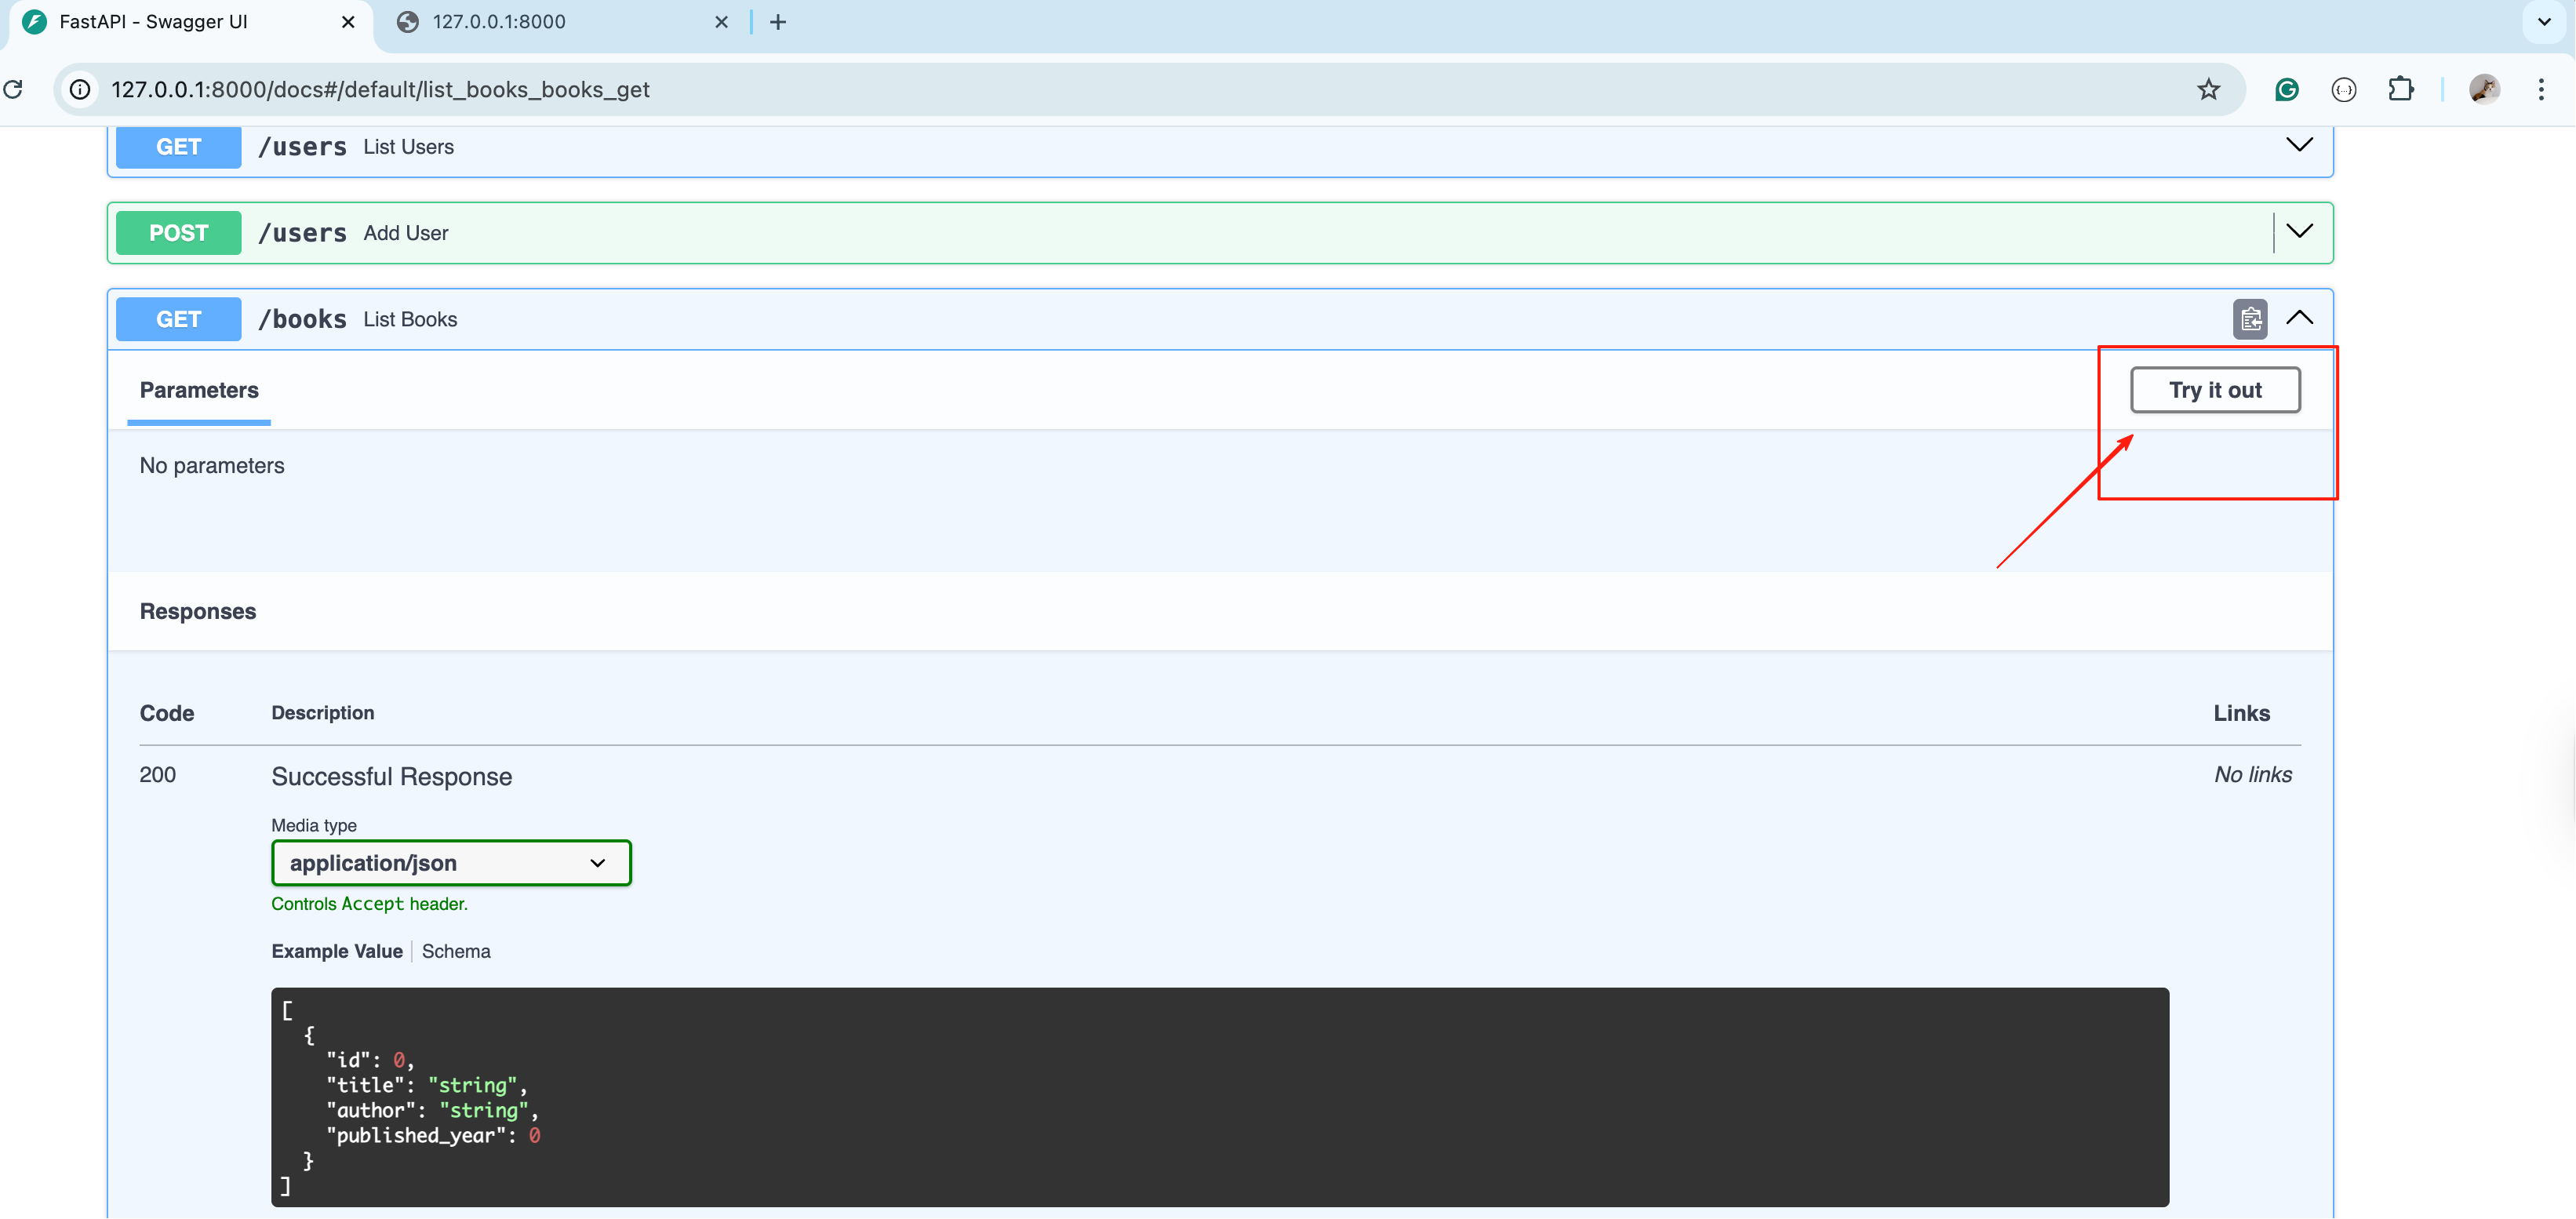 FastAPI - Swagger UI
127.0.0.1:8000
127.0.0.1:8000/docs#/default/list_books_books_get
GET /users List Users
POST /users Add User
GET /books List Books
Parameters
Try it out
No parameters
Responses
Code Description Links
200 Successful Response No links
Media type
application/json
Controls Accept header.
Example Value Schema
[
{
"id": 0,
"title": "string",
"author": "string",
"published_year": 0
}
]